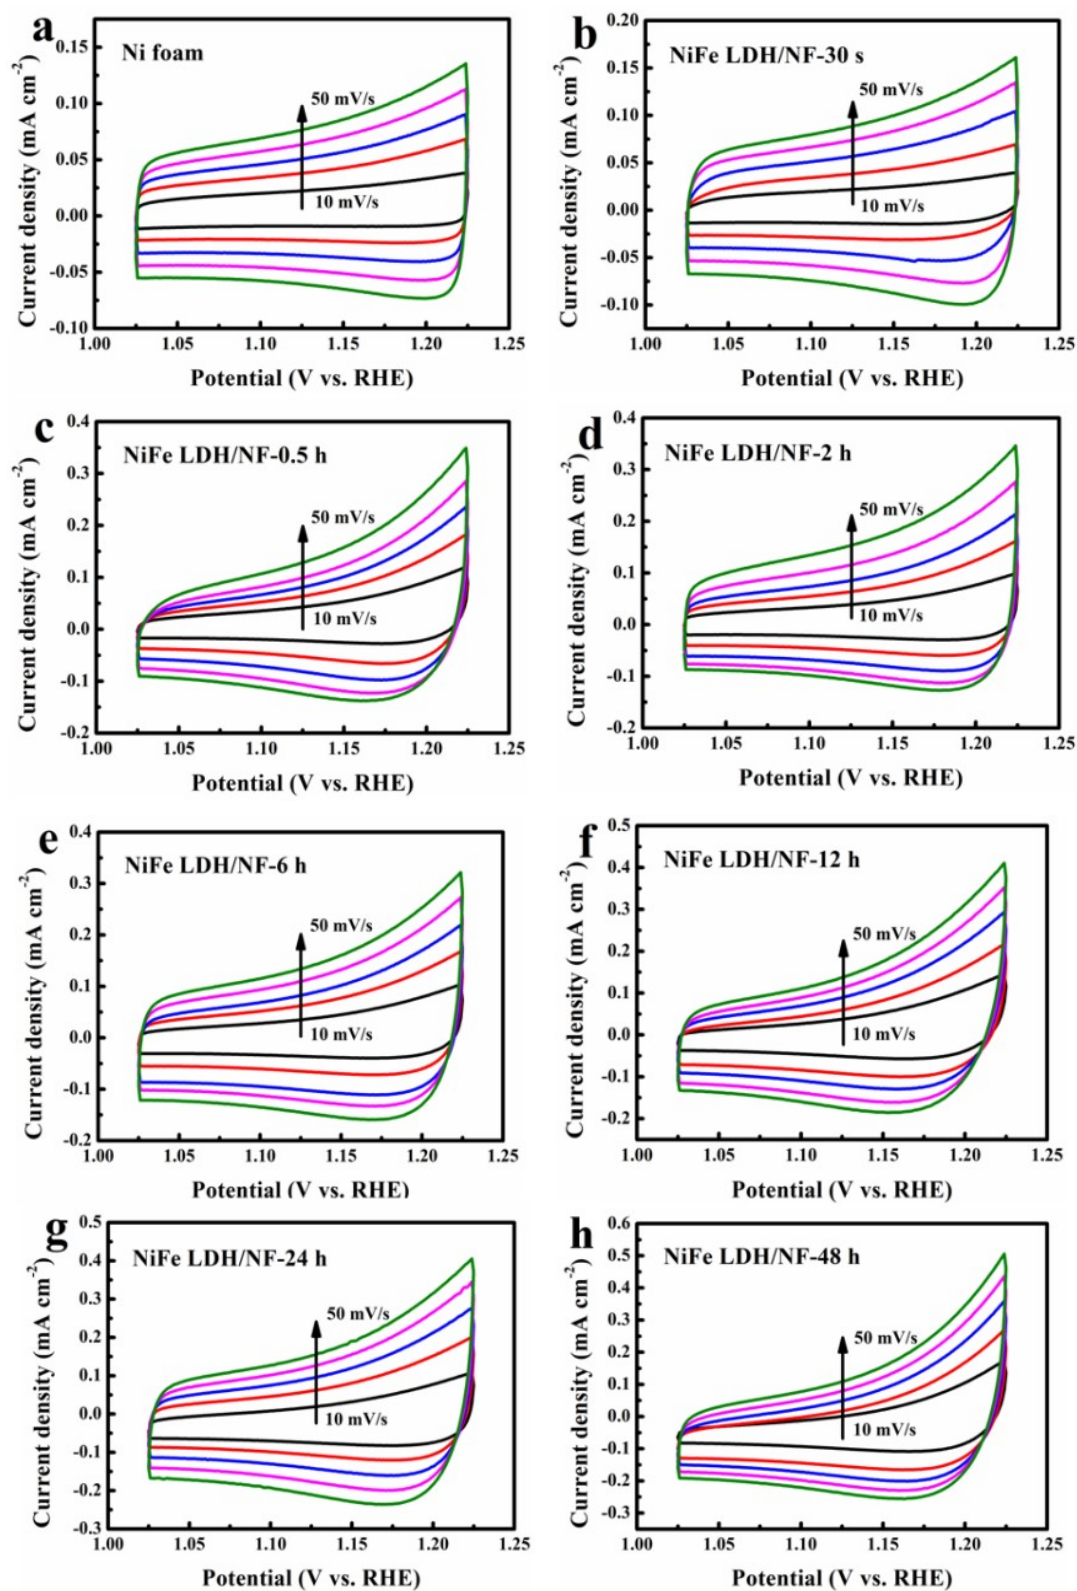 a
Ni foam
50 mV/s
10 mV/s
Current density (mA cm-2)
0.15
0.10
0.05
0.00
-0.05
-0.10
1.00 1.05 1.10 1.15 1.20 1.25
Potential (V vs. RHE)
b
NiFe LDH/NF-30 s
50 mV/s
10 mV/s
Current density (mA cm-2)
0.20
0.15
0.10
0.05
0.00
-0.05
-0.10
1.00 1.05 1.10 1.15 1.20 1.25
Potential (V vs. RHE)
c
NiFe LDH/NF-0.5 h
50 mV/s
10 mV/s
Current density (mA cm-2)
0.4
0.3
0.2
0.1
0.0
-0.1
-0.2
1.00 1.05 1.10 1.15 1.20 1.25
Potential (V vs. RHE)
d
NiFe LDH/NF-2 h
50 mV/s
10 mV/s
Current density (mA cm-2)
0.4
0.3
0.2
0.1
0.0
-0.1
-0.2
1.00 1.05 1.10 1.15 1.20 1.25
Potential (V vs. RHE)
e
NiFe LDH/NF-6 h
50 mV/s
10 mV/s
Current density (mA cm-2)
0.4
0.3
0.2
0.1
0.0
-0.1
-0.2
1.00 1.05 1.10 1.15 1.20 1.25
Potential (V vs. RHE)
f
NiFe LDH/NF-12 h
50 mV/s
10 mV/s
Current density (mA cm-2)
0.5
0.4
0.3
0.2
0.1
0.0
-0.1
-0.2
1.00 1.05 1.10 1.15 1.20 1.25
Potential (V vs. RHE)
g
NiFe LDH/NF-24 h
50 mV/s
10 mV/s
Current density (mA cm-2)
0.5
0.4
0.3
0.2
0.1
0.0
-0.1
-0.2
-0.3
1.00 1.05 1.10 1.15 1.20 1.25
Potential (V vs. RHE)
h
NiFe LDH/NF-48 h
50 mV/s
10 mV/s
Current density (mA cm-2)
0.6
0.5
0.4
0.3
0.2
0.1
0.0
-0.1
-0.2
-0.3
1.00 1.05 1.10 1.15 1.20 1.25
Potential (V vs. RHE)